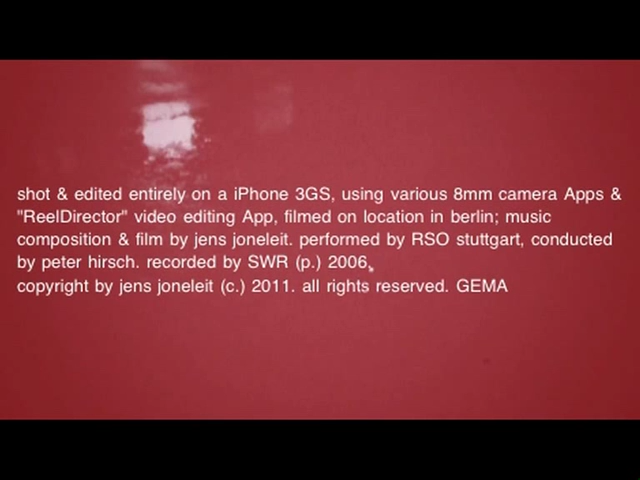 shot & edited entirely on a iPhone 3GS, using various 8mm camera Apps &
"ReelDirector" video editing App, filmed on location in berlin; music
composition & film by jens joneleit. performed by RSO stuttgart, conducted
by peter hirsch. recorded by SWR (p.) 2006,
copyright by jens joneleit (c.) 2011. all rights reserved. GEMA